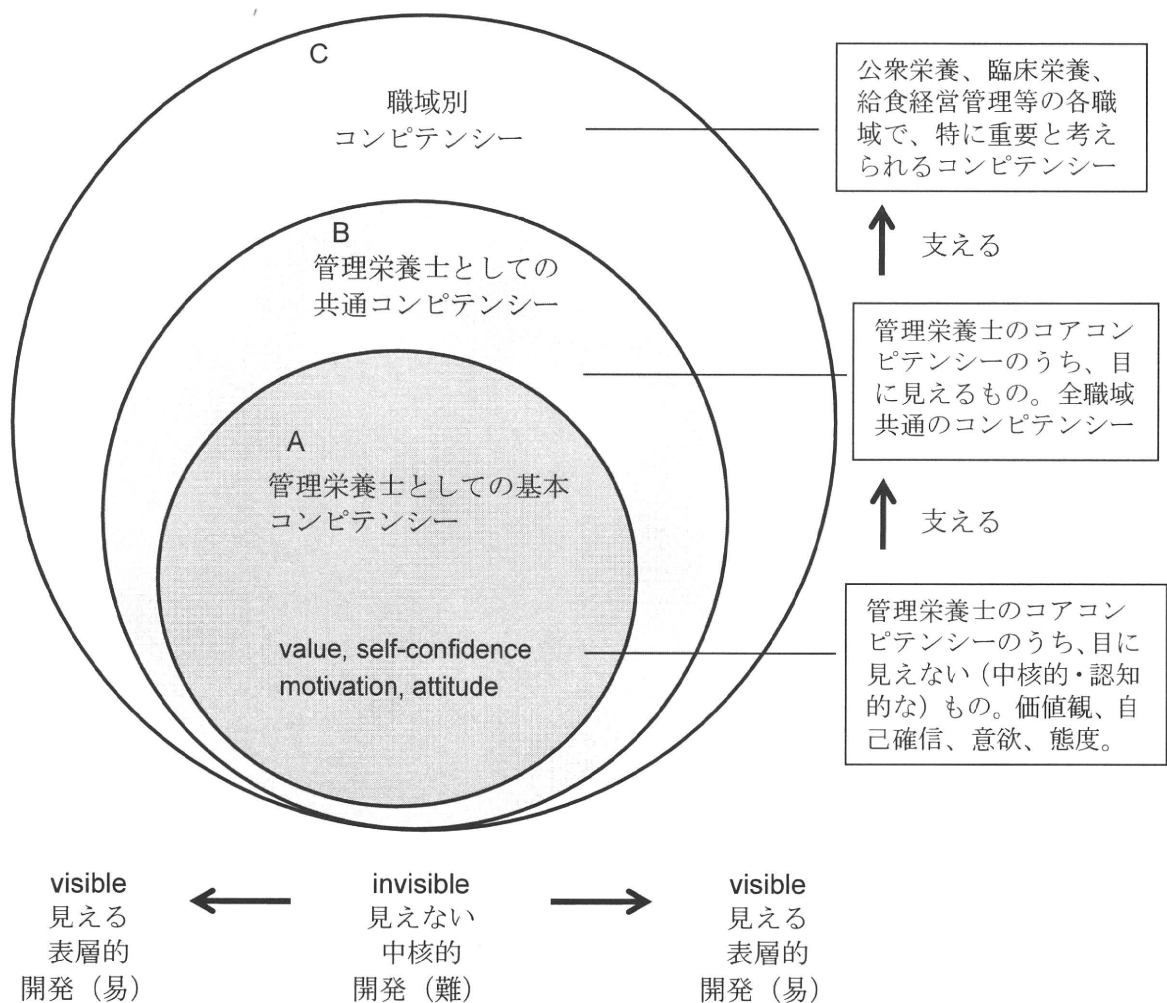 C
職域別
コンピテンシー
公衆栄養、臨床栄養、
給食経営管理等の各職
域で、特に重要と考え
られるコンピテンシー
支える
B
管理栄養士としての
共通コンピテンシー
管理栄養士のコアコン
ピテンシーのうち、目
に見えるもの。全職域
共通のコンピテンシー
支える
A
管理栄養士としての基本
コンピテンシー
value, self-confidence
motivation, attitude
管理栄養士のコアコン
ピテンシーのうち、目に
見えない（中核的・認知
的な）もの。価値観、自
己確信、意欲、態度。
visible
見える
表層的
開発（易）
invisible
見えない
中核的
開発（難）
visible
見える
表層的
開発（易）